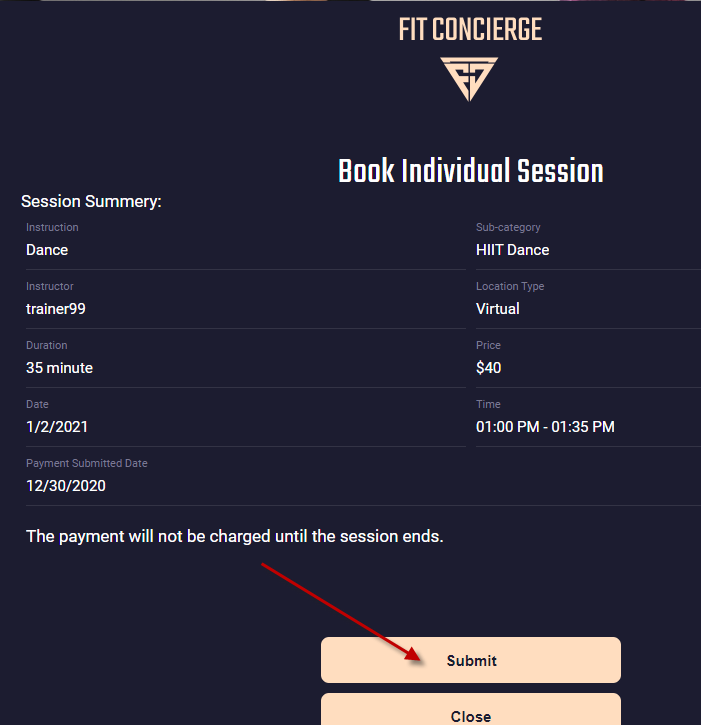 FIT CONCIERGE
Book Individual Session
Session Summery:
Instruction
Dance
Sub-category
HIIT Dance
Instructor
trainer99
Location Type
Virtual
Duration
35 minute
Price
$40
Date
1/2/2021
Time
01:00 PM - 01:35 PM
Payment Submitted Date
12/30/2020
The payment will not be charged until the session ends.
Submit
Close